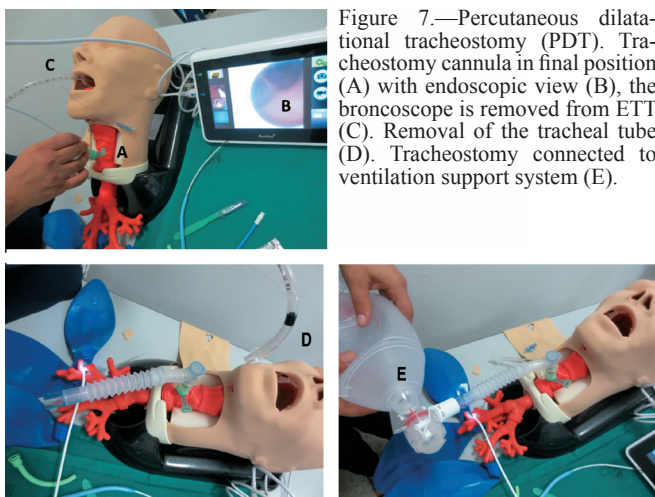 Figure 7.—Percutaneous dilata-
tional tracheostomy (PDT). Tra-
cheostomy cannula in final position
(A) with endoscopic view (B), the
broncoscope is removed from ETT
(C). Removal of the tracheal tube
(D). Tracheostomy connected to
ventilation support system (E).
C
B
A
D
E